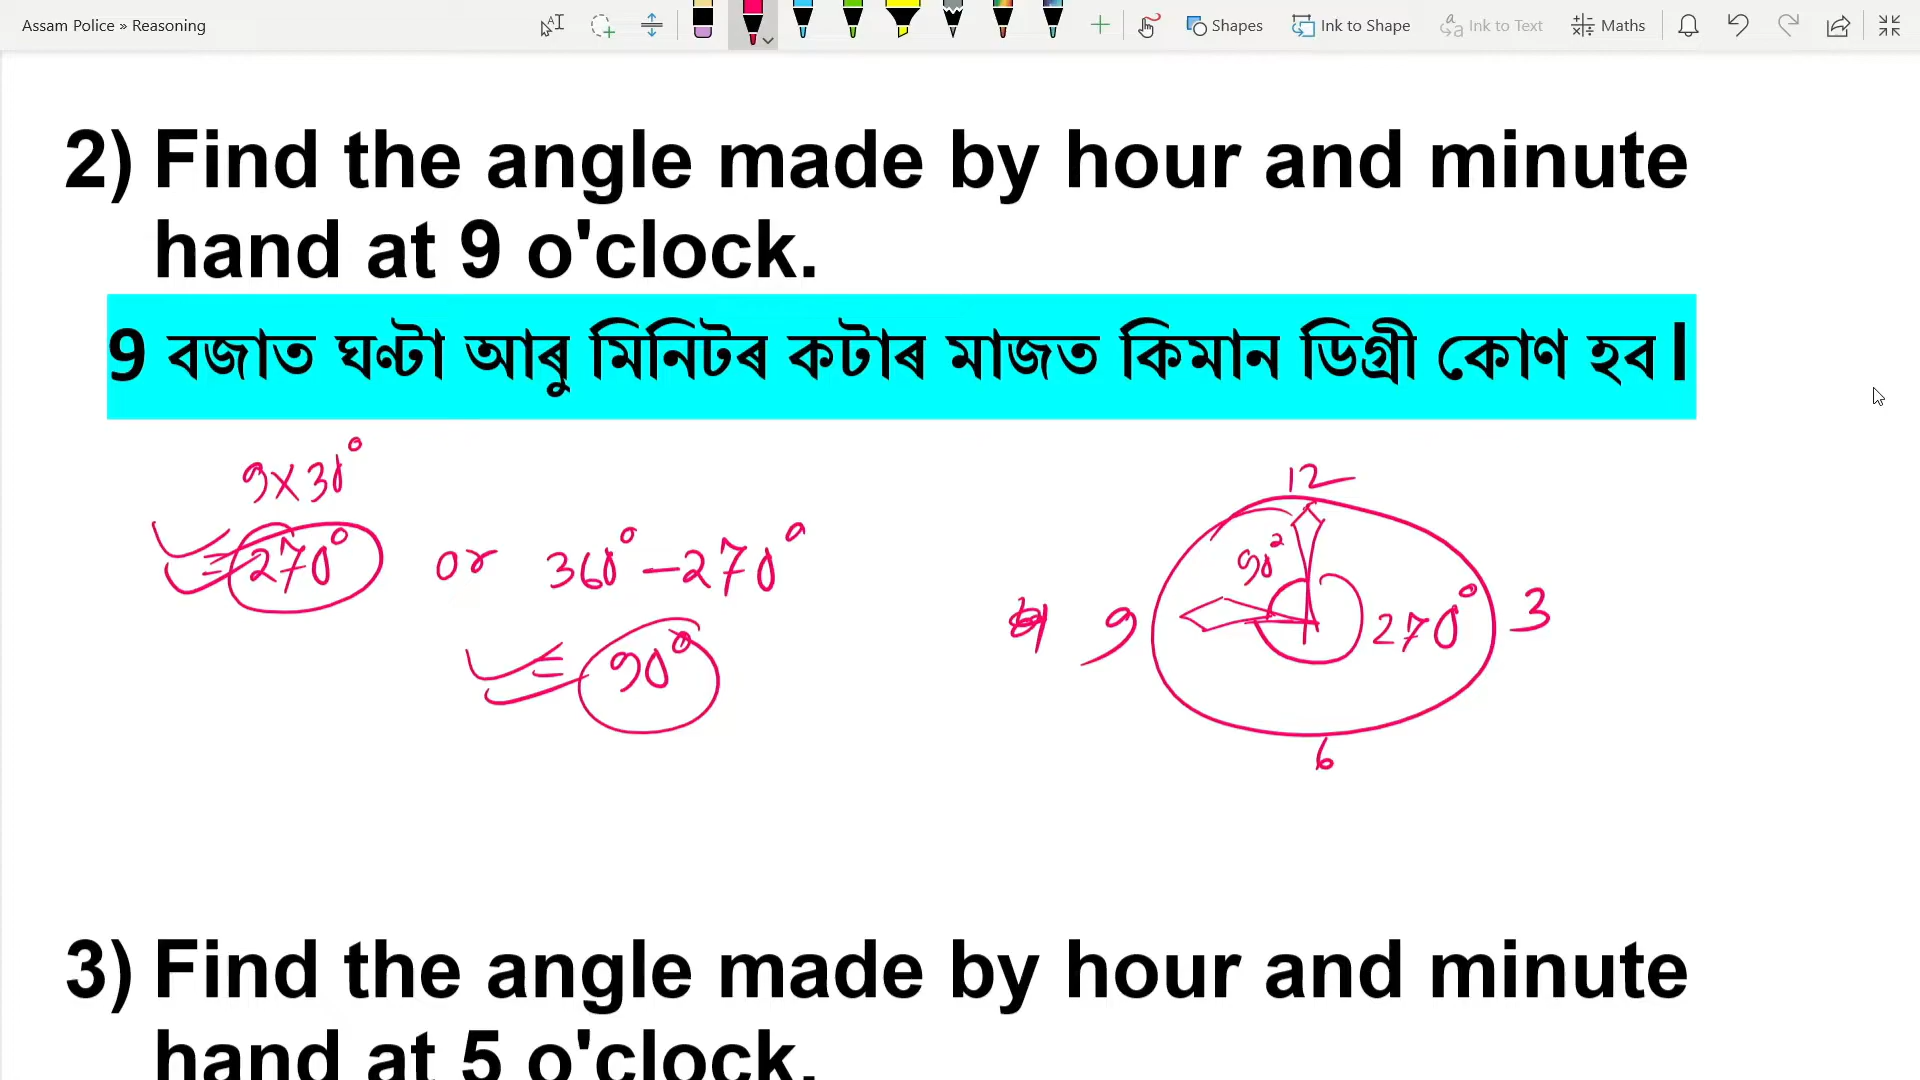 Assam Police » Reasoning
Shapes Ink to Shape Ink to Text Maths
2) Find the angle made by hour and minute
hand at 9 o'clock.
9 বজাত ঘণ্টা আৰু মিনিটৰ কটাৰ মাজত কিমান ডিগ্ৰী কোণ হব।
9x30°
= 270° or 360° - 270°
= 90°
12
90°
9 270° 3
6
3) Find the angle made by hour and minute
hand at 5 o'clock.